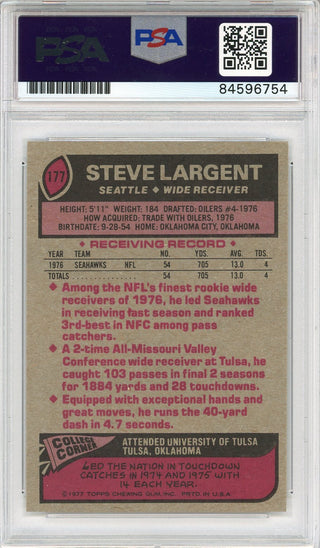 PSA
PSA
84596754
177
STEVE LARGENT
SEATTLE • WIDE RECEIVER
HEIGHT: 5'11" WEIGHT: 184 DRAFTED: OILERS #4-1976
HOW ACQUIRED: TRADE WITH OILERS, 1976
BIRTHDATE: 9-28-54 HOME: OKLAHOMA CITY, OKLAHOMA
• RECEIVING RECORD •
YEAR TEAM NO. YDS. AVG. TDS.
1976 SEAHAWKS NFL 54 705 13.0 4
TOTALS 54 705 13.0 4
Among the NFL's finest rookie wide
receivers of 1976, he led Seahawks
in receiving last season and ranked
3rd-best in NFC among pass
catchers.
A 2-time All-Missouri Valley
Conference wide receiver at Tulsa, he
caught 103 passes in final 2 seasons
for 1884 yards and 28 touchdowns.
Equipped with exceptional hands and
great moves, he runs the 40-yard
dash in 4.7 seconds.
COLLEGE CORNER
ATTENDED UNIVERSITY OF TULSA
TULSA, OKLAHOMA
LED THE NATION IN TOUCHDOWN
CATCHES IN 1974 AND 1975 WITH
14 EACH YEAR.
©1977 TOPPS CHEWING GUM, INC. PRTD. IN U.S.A.